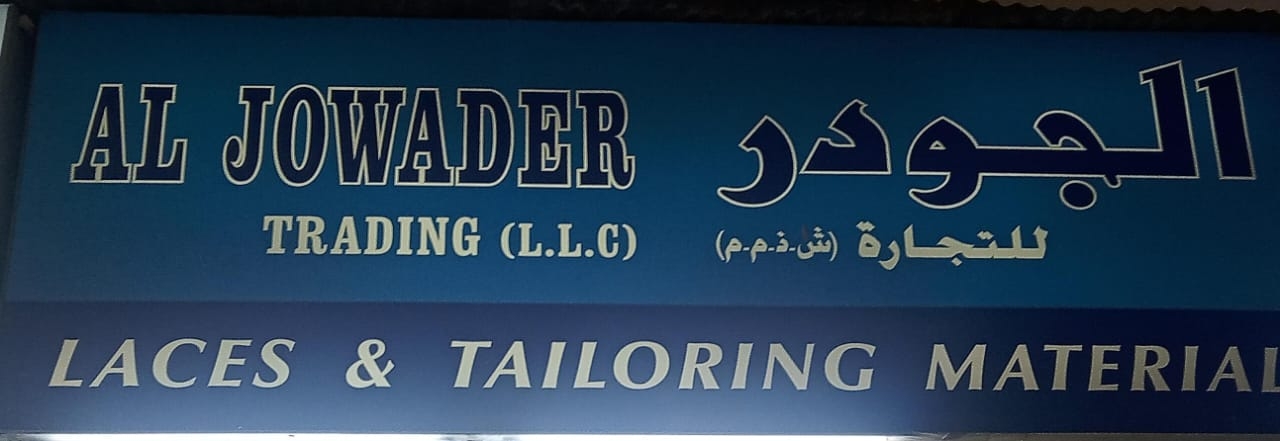 AL JOWADER
الجودر
TRADING (L.L.C)
للتجارة (ش.ذ.م.م)
LACES & TAILORING MATERIAL